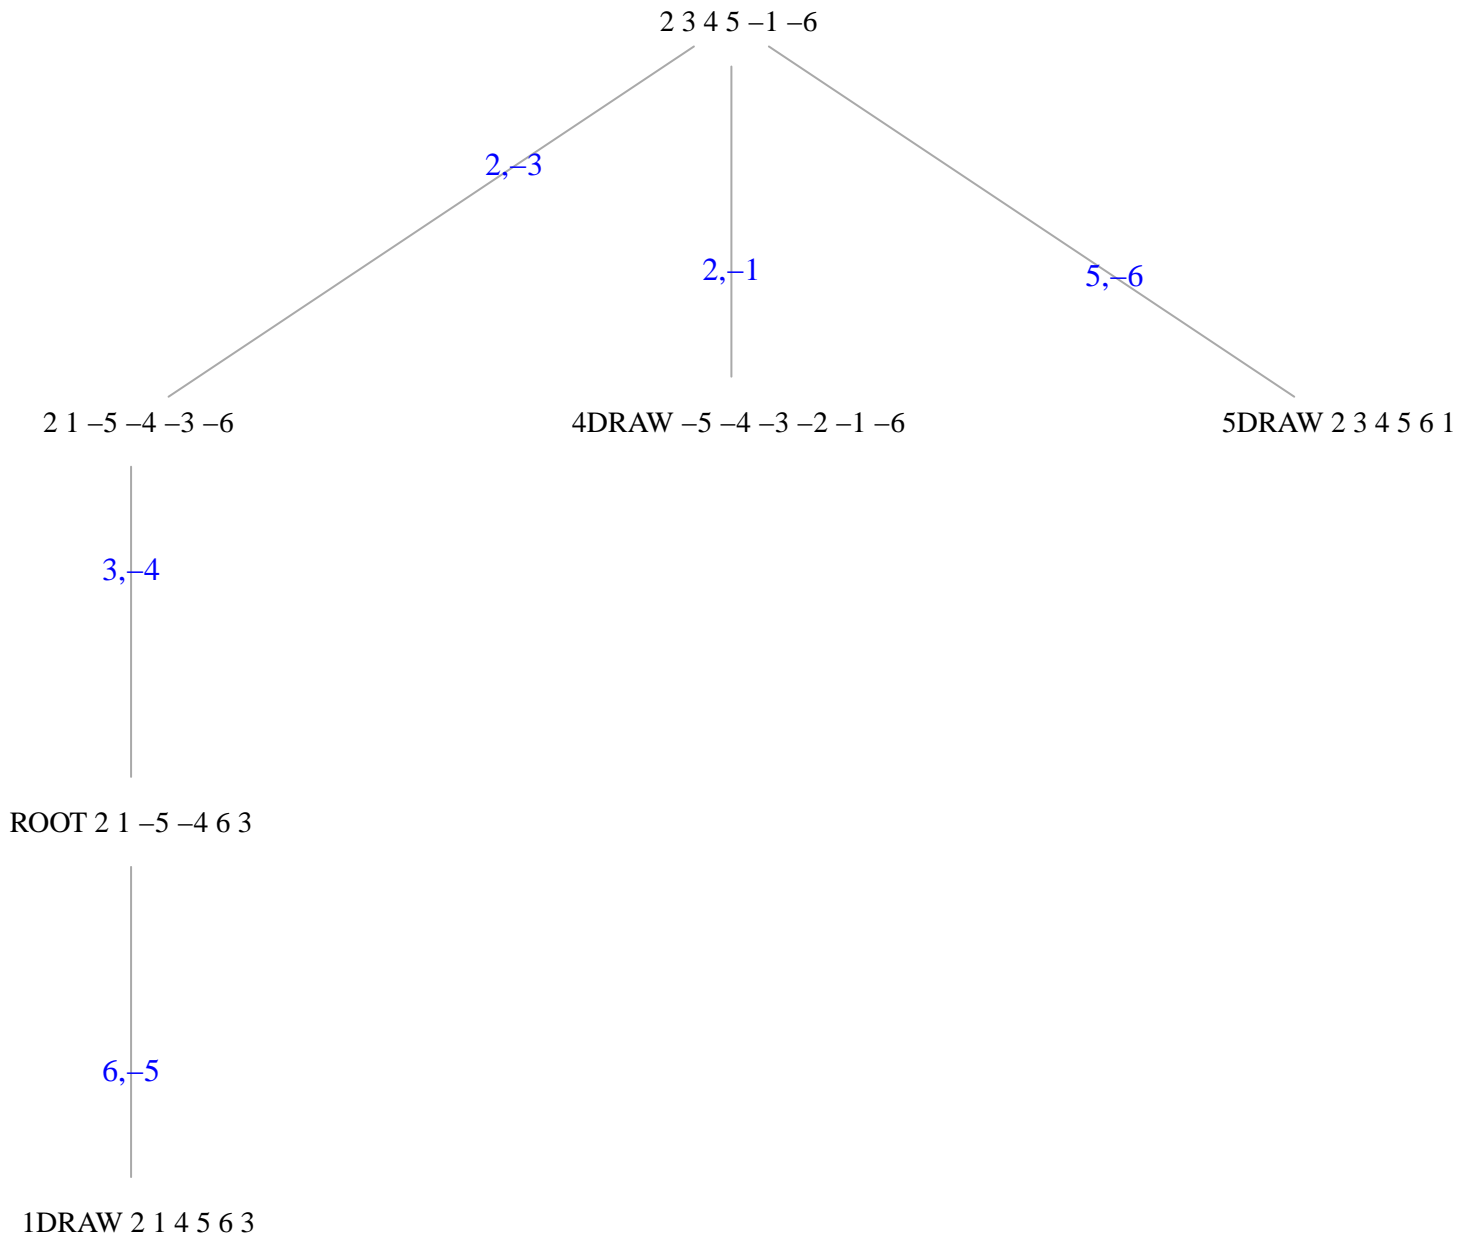 2 3 4 5 –1 –6
2,–3
2,–1
5,–6
2 1 –5 –4 –3 –6
4DRAW –5 –4 –3 –2 –1 –6
5DRAW 2 3 4 5 6 1
3,–4
ROOT 2 1 –5 –4 6 3
6,–5
1DRAW 2 1 4 5 6 3